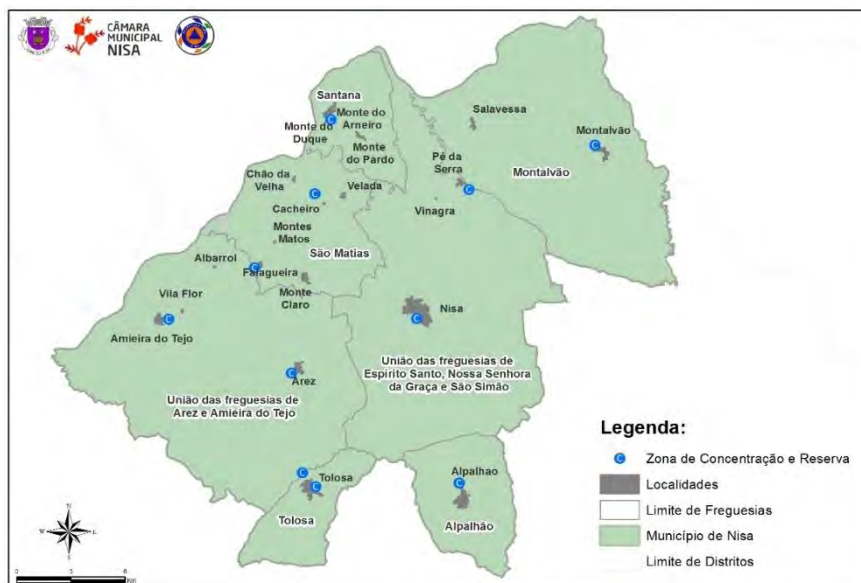 CÂMARA
MUNICIPAL
NISA
Santana
Monte do
Arneiro
Monte do
Duque
Monte
do Pardo
Salavessa
Montalvão
Montalvão
Pé da
Serra
Chão da
Velha
Velada
Cacheiro
Vinagra
Montes
Matos
São Matias
Albarrol
Falagueira
Monte
Claro
Vila Flor
Nisa
Amieira do Tejo
Arez
União das freguesias de
Espírito Santo, Nossa Senhora
da Graça e São Simão
União das freguesias de
Arez e Amieira do Tejo
Tolosa
Tolosa
Alpalhao
Alpalhão
Legenda:
C Zona de Concentração e Reserva
Localidades
Limite de Freguesias
Município de Nisa
Limite de Distritos
N
W
S
0 3 6
Km